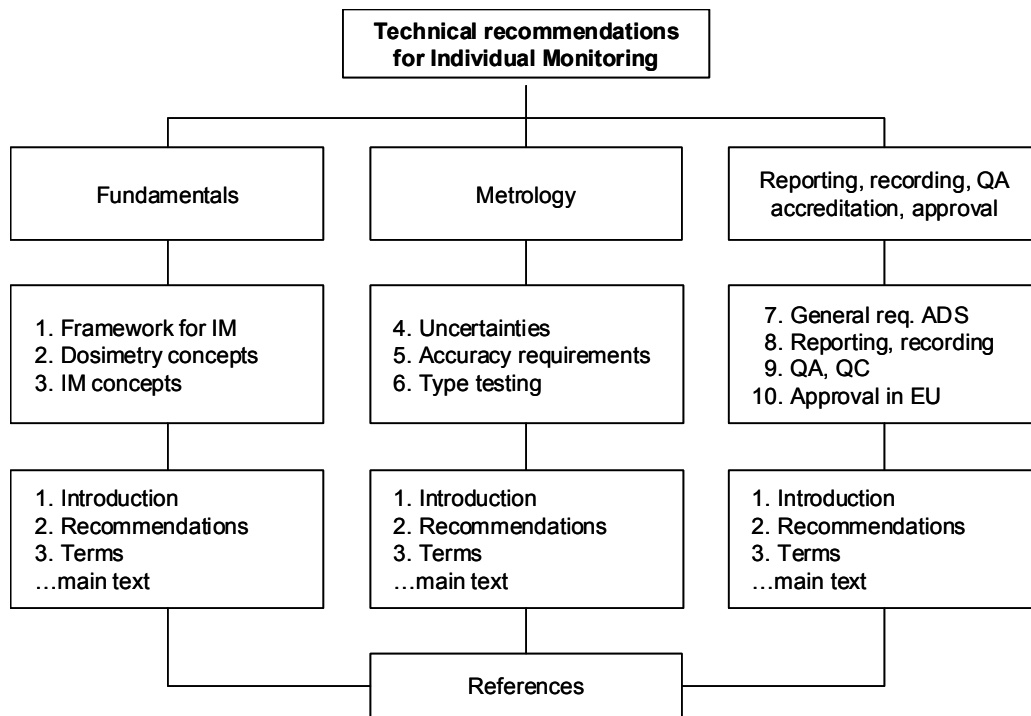 Technical recommendations
for Individual Monitoring
Fundamentals
Metrology
Reporting, recording, QA
accreditation, approval
1. Framework for IM
2. Dosimetry concepts
3. IM concepts
4. Uncertainties
5. Accuracy requirements
6. Type testing
7. General req. ADS
8. Reporting, recording
9. QA, QC
10. Approval in EU
1. Introduction
2. Recommendations
3. Terms
...main text
1. Introduction
2. Recommendations
3. Terms
...main text
1. Introduction
2. Recommendations
3. Terms
...main text
References